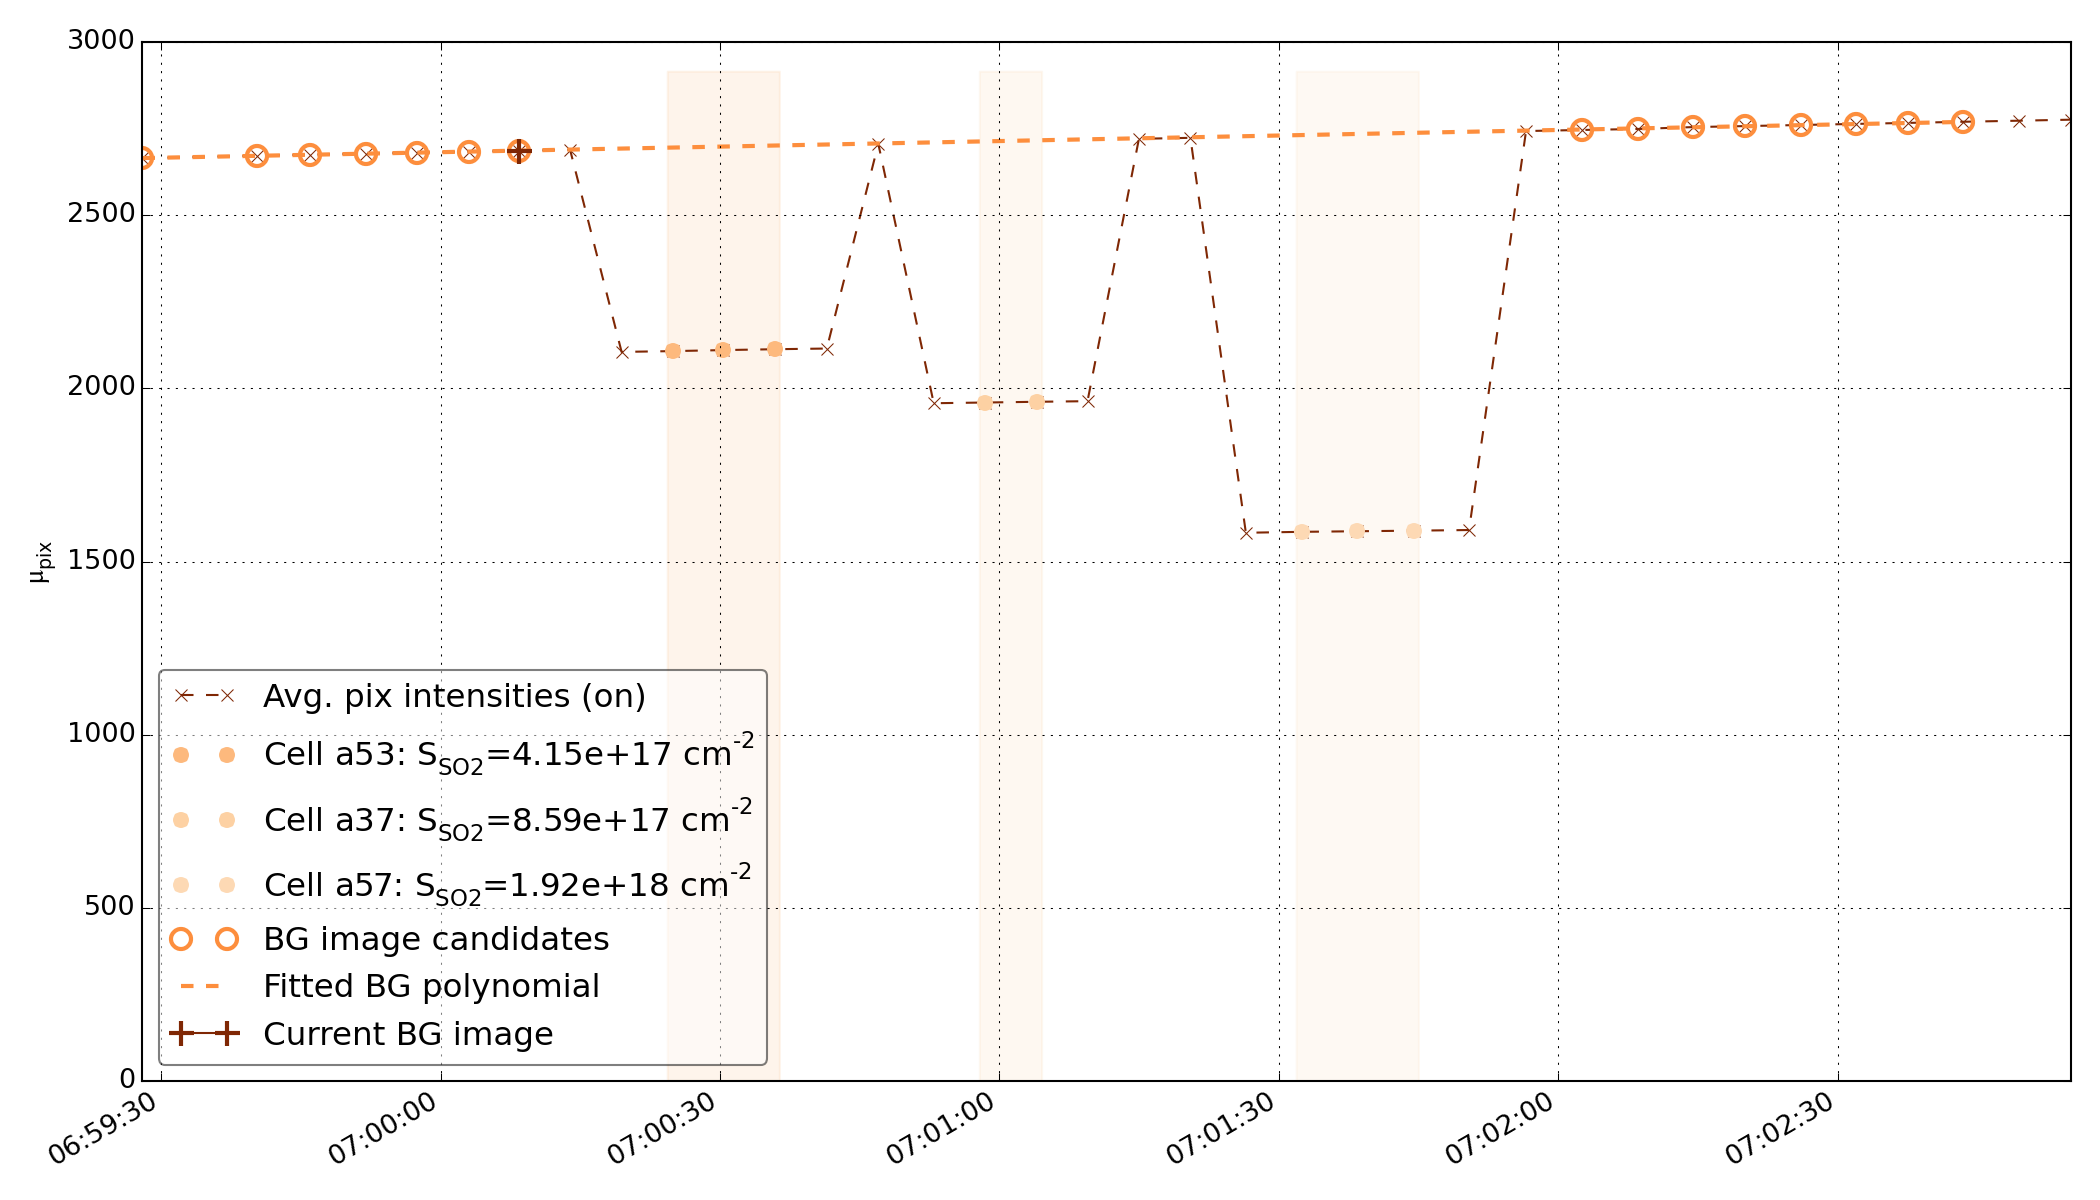 3000
2500
2000
1500
1000
500
0
μpix
Avg. pix intensities (on)
Cell a53: SSO2=4.15e+17 cm-2
Cell a37: SSO2=8.59e+17 cm-2
Cell a57: SSO2=1.92e+18 cm-2
BG image candidates
Fitted BG polynomial
Current BG image
06:59:30
07:00:00
07:00:30
07:01:00
07:01:30
07:02:00
07:02:30